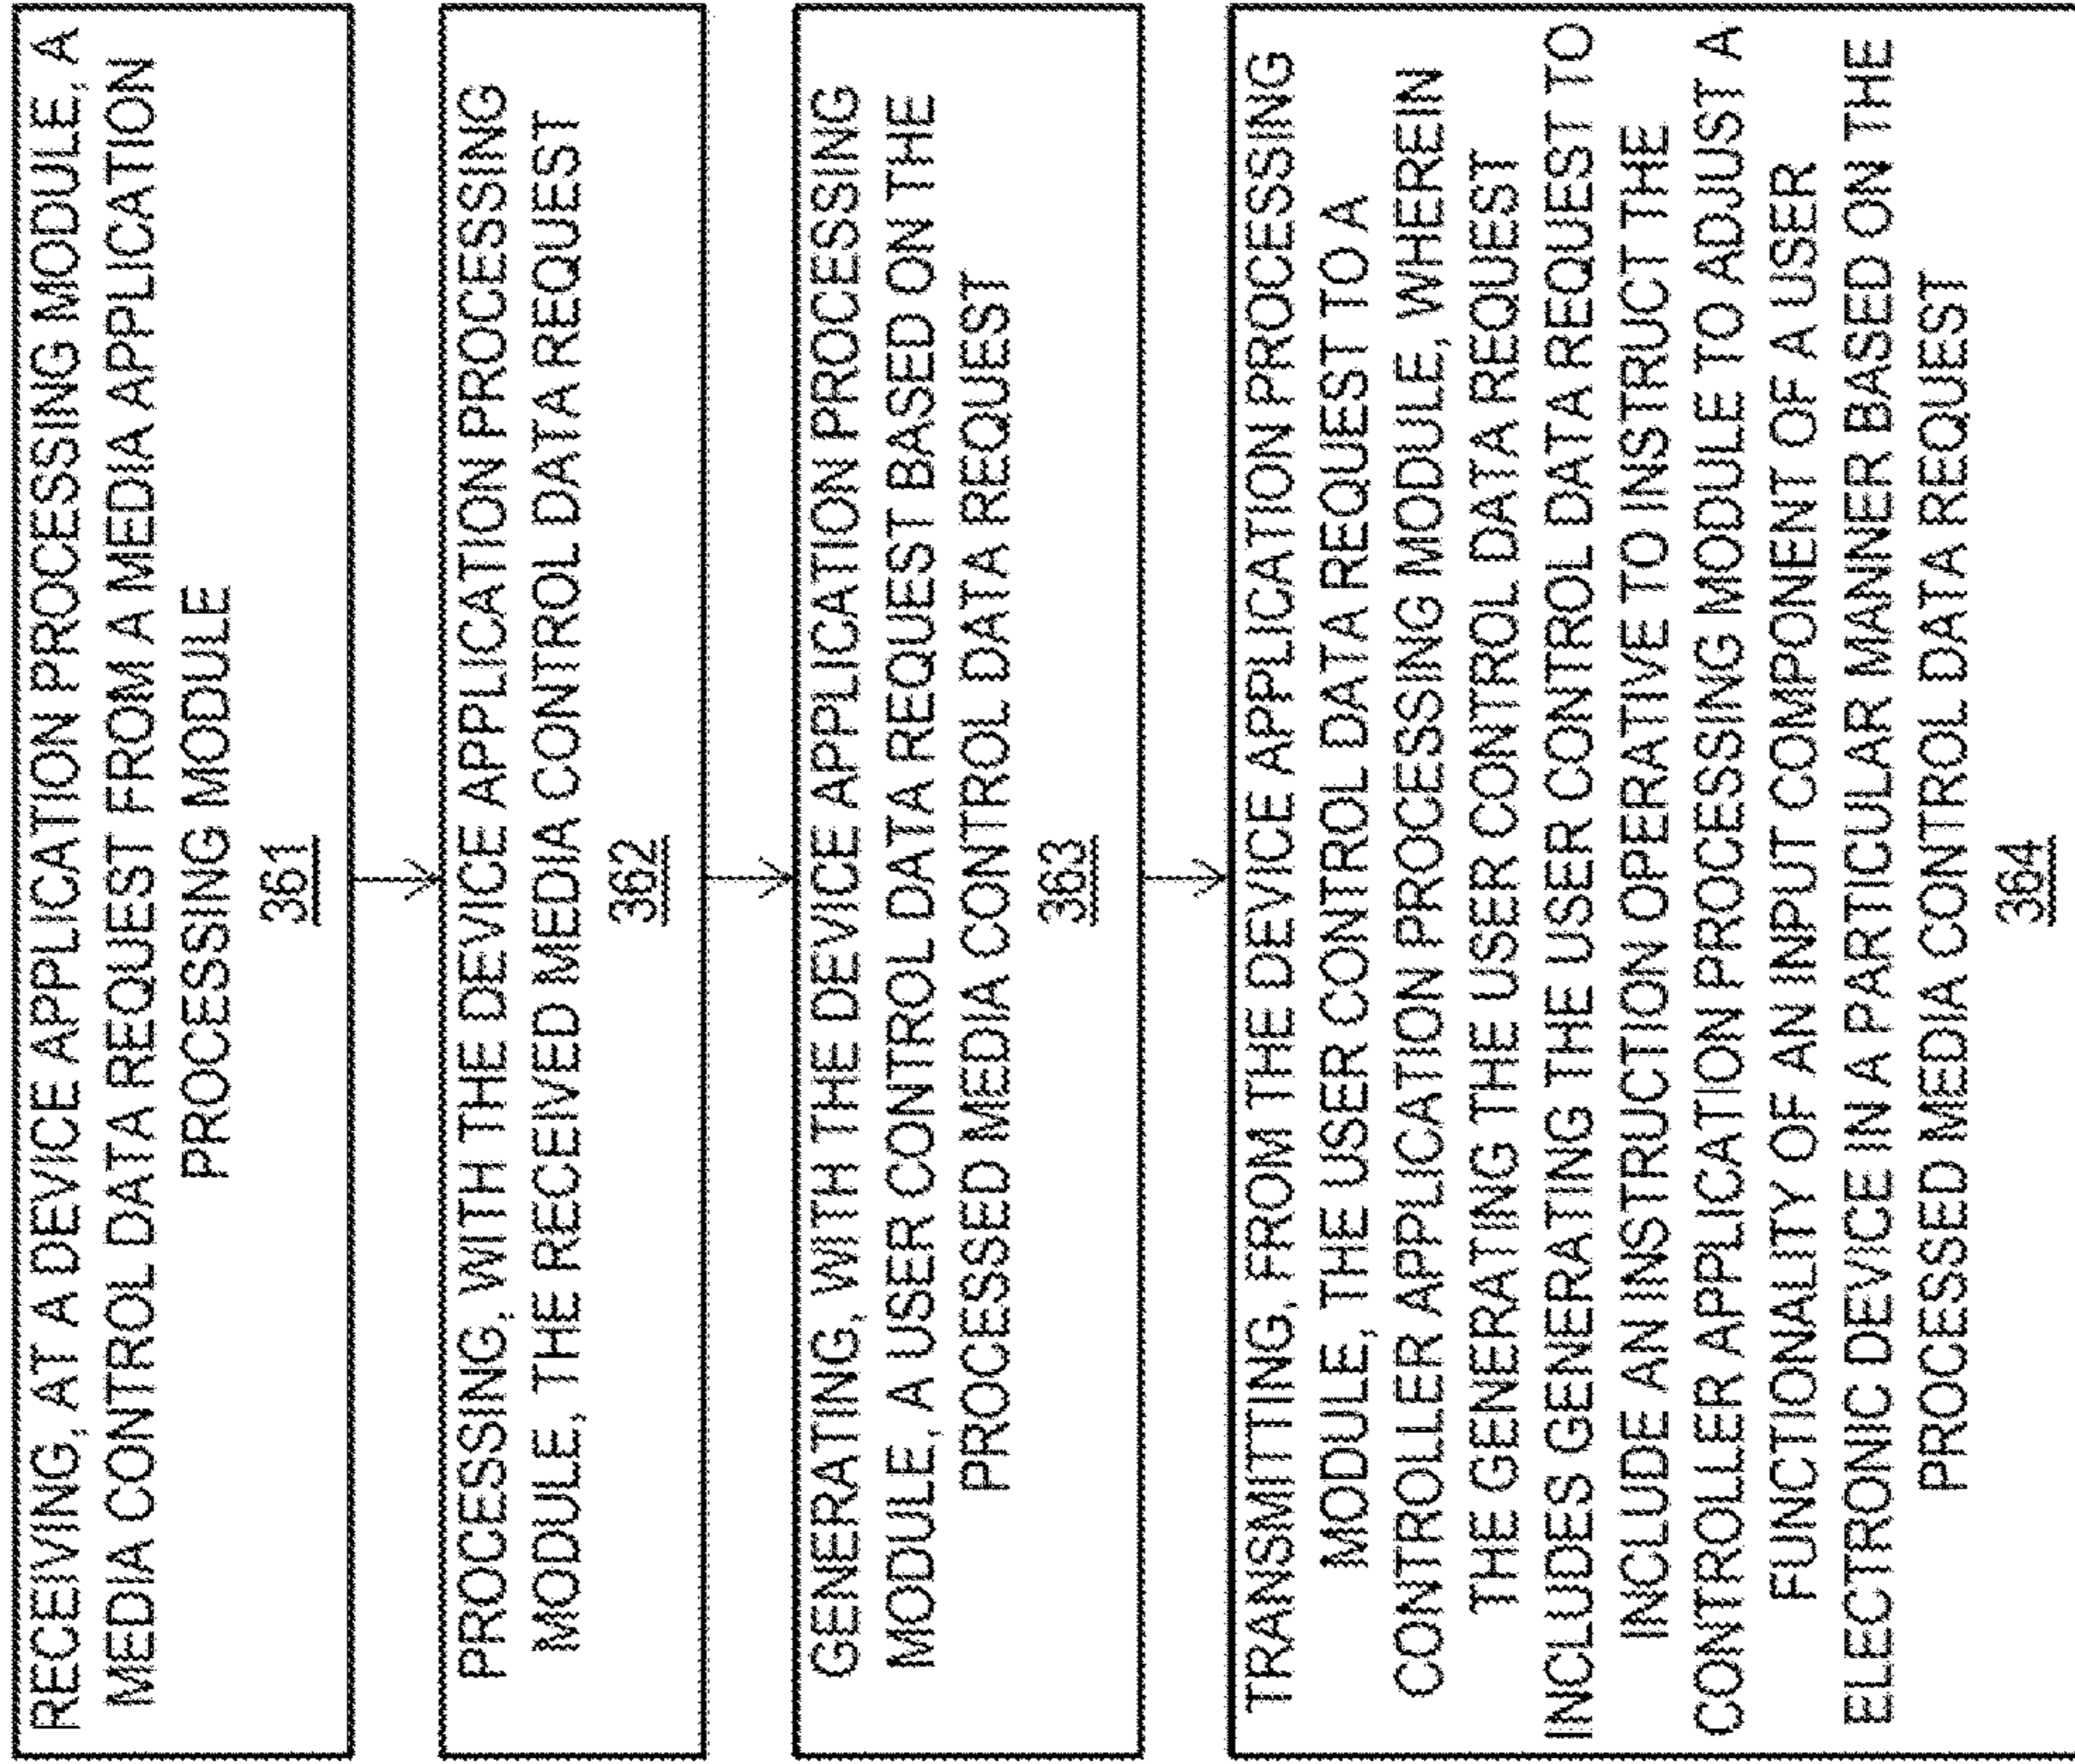 RECEIVING, AT A DEVICE APPLICATION PROCESSING MODULE, A
MEDIA CONTROL DATA REQUEST FROM A MEDIA APPLICATION
PROCESSING MODULE
361
PROCESSING, WITH THE DEVICE APPLICATION PROCESSING
MODULE, THE RECEIVED MEDIA CONTROL DATA REQUEST
362
GENERATING, WITH THE DEVICE APPLICATION PROCESSING
MODULE, A USER CONTROL DATA REQUEST BASED ON THE
PROCESSED MEDIA CONTROL DATA REQUEST
363
TRANSMITTING, FROM THE DEVICE APPLICATION PROCESSING
MODULE, THE USER CONTROL DATA REQUEST TO A
CONTROLLER APPLICATION PROCESSING MODULE, WHEREIN
THE GENERATING THE USER CONTROL DATA REQUEST
INCLUDES GENERATING THE USER CONTROL DATA REQUEST TO
INCLUDE AN INSTRUCTION OPERATIVE TO INSTRUCT THE
CONTROLLER APPLICATION PROCESSING MODULE TO ADJUST A
FUNCTIONALITY OF AN INPUT COMPONENT OF A USER
ELECTRONIC DEVICE IN A PARTICULAR MANNER BASED ON THE
PROCESSED MEDIA CONTROL DATA REQUEST
364